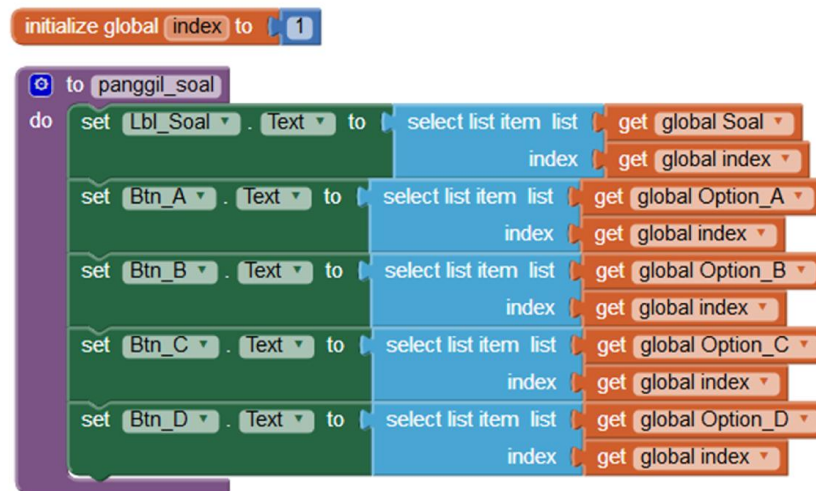 initialize global index to 1
to panggil_soal
do set Lbl_Soal . Text to select list item list get global Soal
index get global index
set Btn_A . Text to select list item list get global Option_A
index get global index
set Btn_B . Text to select list item list get global Option_B
index get global index
set Btn_C . Text to select list item list get global Option_C
index get global index
set Btn_D . Text to select list item list get global Option_D
index get global index